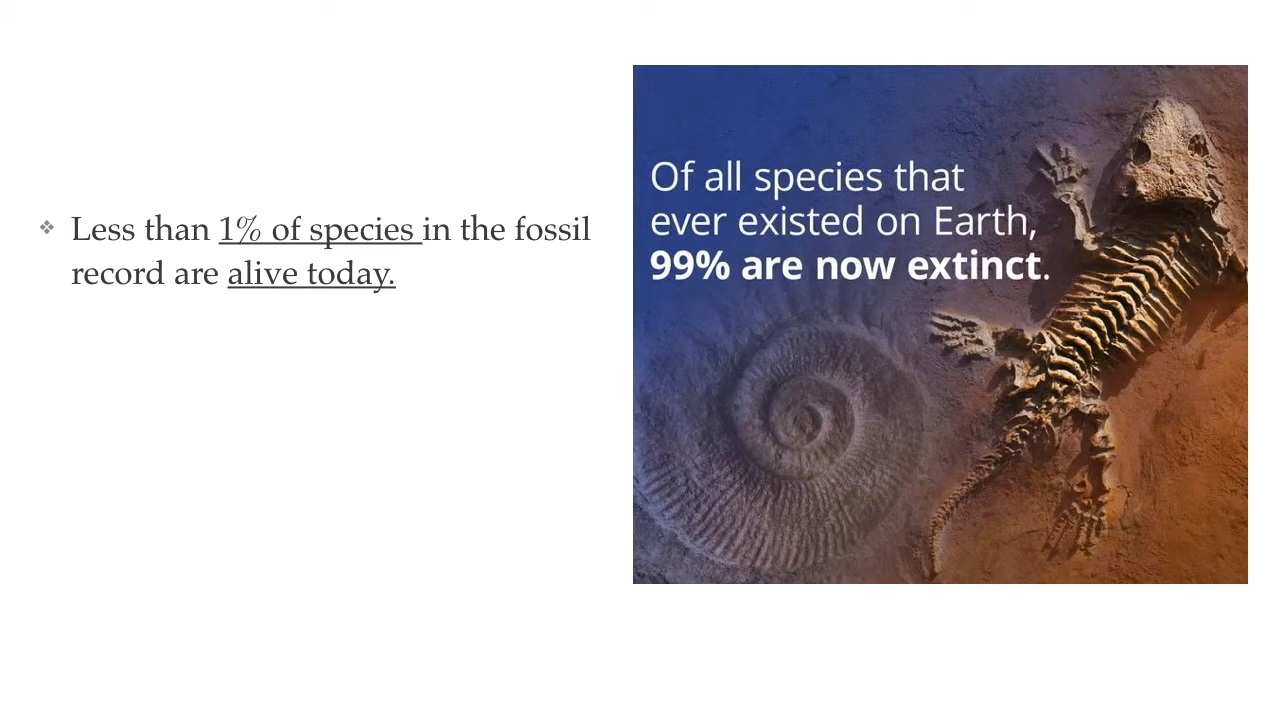 Less than 1% of species in the fossil
record are alive today.
Of all species that
ever existed on Earth,
99% are now extinct.